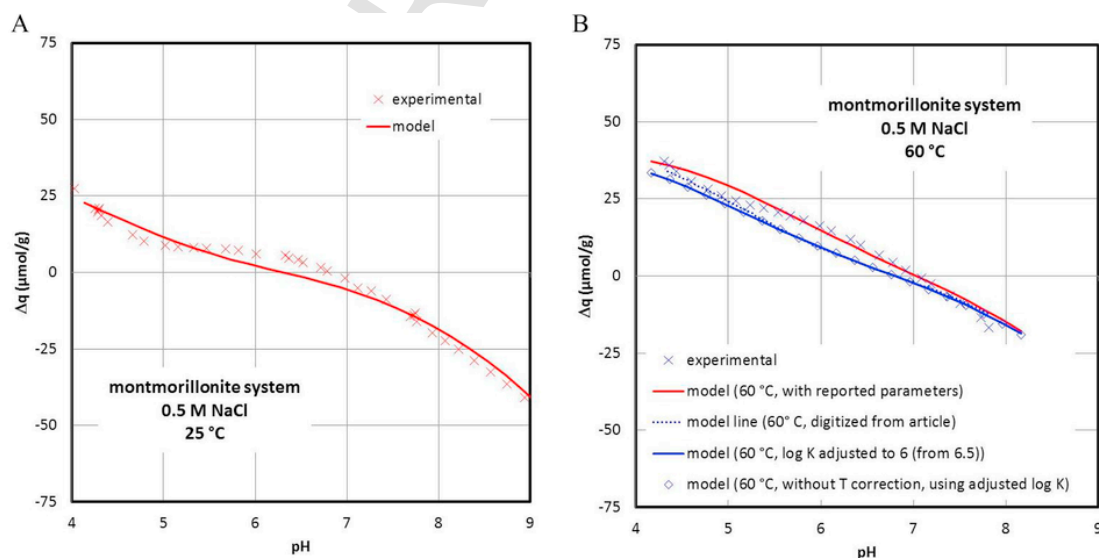 A
75
50
25
0
-25
-50
-75
4
5
6
7
8
9
pH
Δq (μmol/g)
experimental
model
montmorillonite system
0.5 M NaCl
25 °C
B
75
50
25
0
-25
-50
-75
4
5
6
7
8
9
pH
Δq (μmol/g)
montmorillonite system
0.5 M NaCl
60 °C
experimental
model (60 °C, with reported parameters)
model line (60° C, digitized from article)
model (60 °C, log K adjusted to 6 (from 6.5))
model (60 °C, without T correction, using adjusted log K)